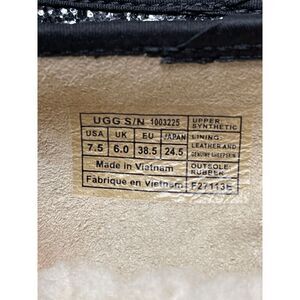 UGG S/N 1003225
UPPER:
SYNTHETIC
USA UK EU JAPAN
LINING:
LEATHER AND
GENUINE SHEEPSKIN
7.5 6.0 38.5 24.5
Made in Vietnam
OUTSOLE:
RUBBER
Fabriqué en Vietnam
F27113E